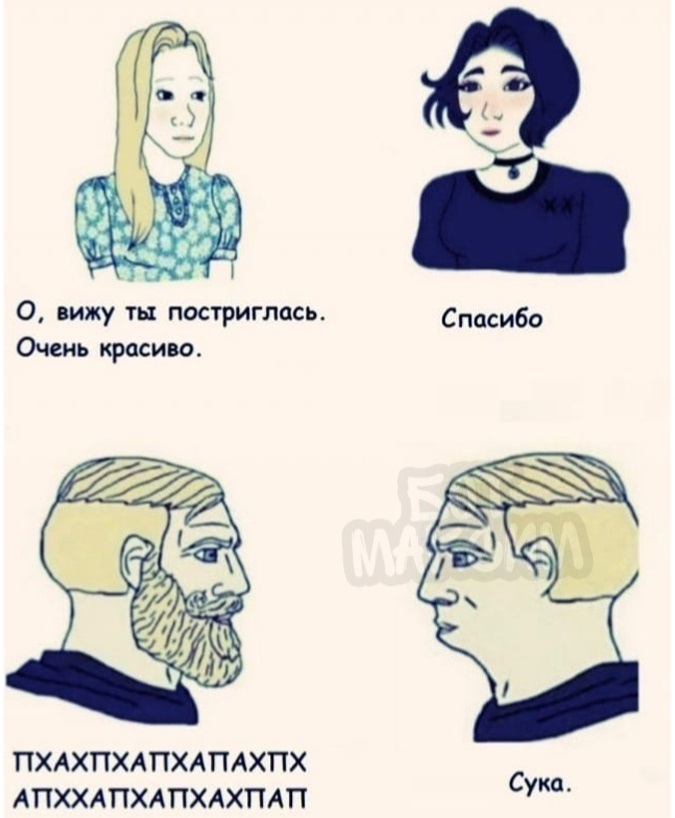 О, вижу ты постриглась.
Очень красиво.
Спасибо
ПХАХПХАПХАПАХПХ
АПХХАПХАПХАХПАП
Сука.